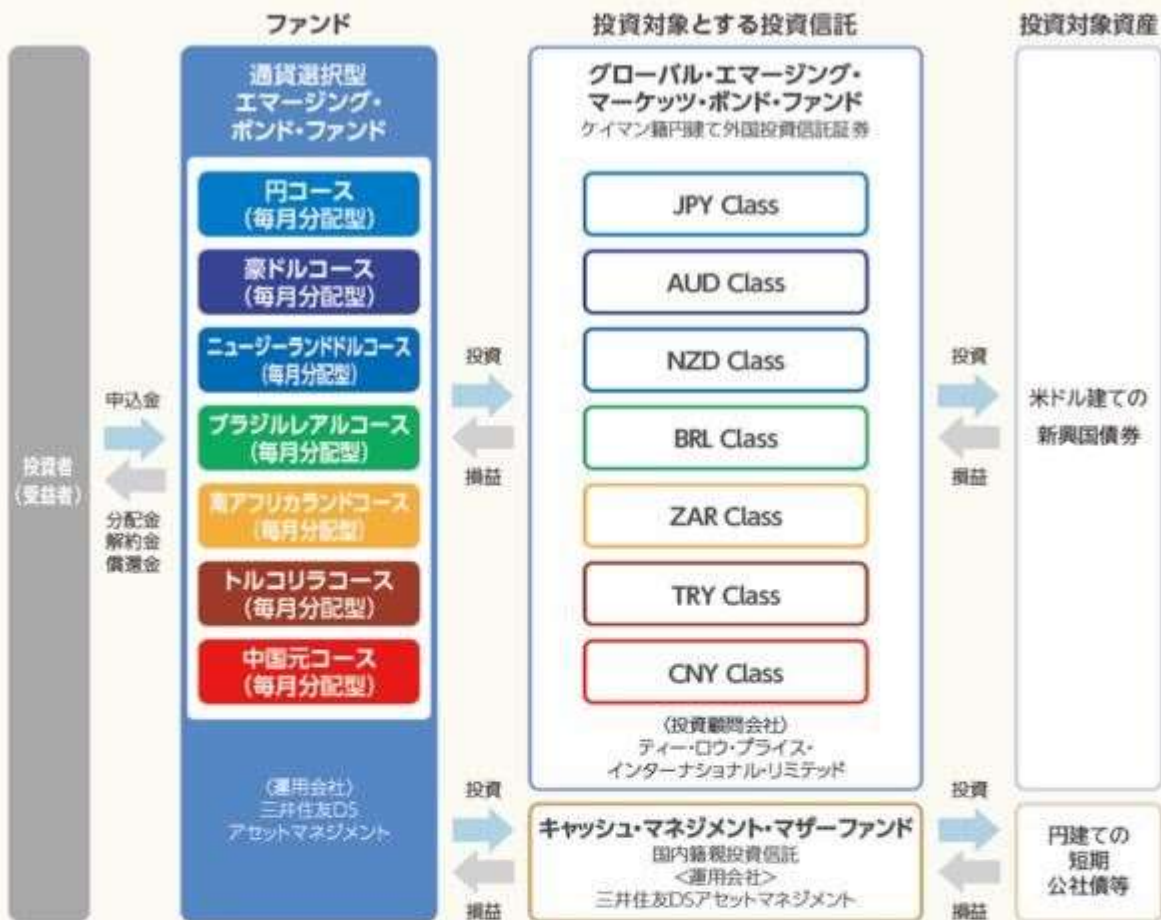 ファンド
投資対象とする投資信託
投資対象資産
投資者
(受益者)
申込金
分配金
解約金
償還金
通貨選択型
エマージング・
ボンド・ファンド
円コース
(毎月分配型)
豪ドルコース
(毎月分配型)
ニュージーランドドルコース
(毎月分配型)
ブラジルレアルコース
(毎月分配型)
南アフリカランドコース
(毎月分配型)
トルコリラコース
(毎月分配型)
中国元コース
(毎月分配型)
〈運用会社〉
三井住友DS
アセットマネジメント
投資
損益
投資
損益
グローバル・エマージング・
マーケッツ・ボンド・ファンド
ケイマン籍円建て外国投資信託証券
JPY Class
AUD Class
NZD Class
BRL Class
ZAR Class
TRY Class
CNY Class
〈投資顧問会社〉
ティー・ロウ・プライス・
インターナショナル・リミテッド
キャッシュ・マネジメント・マザーファンド
国内籍親投資信託
<運用会社>
三井住友DSアセットマネジメント
投資
損益
投資
損益
米ドル建ての
新興国債券
円建ての
短期
公社債等